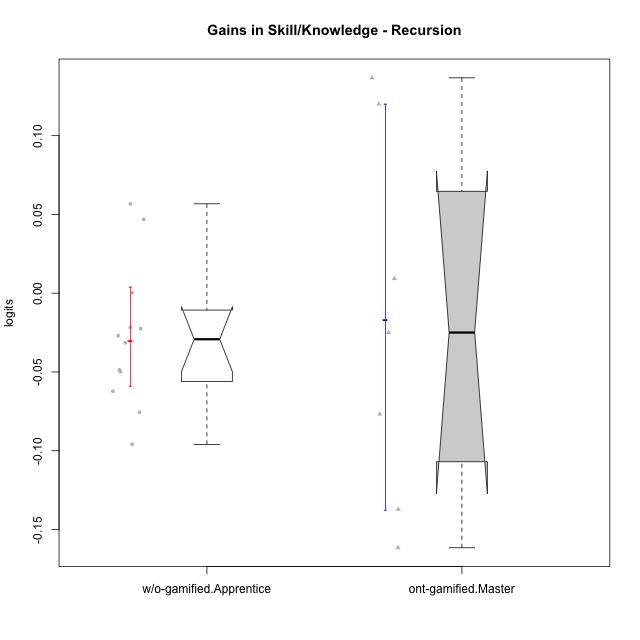 Gains in Skill/Knowledge - Recursion
logits
0.10
0.05
0.00
-0.05
-0.10
-0.15
w/o-gamified.Apprentice
ont-gamified.Master